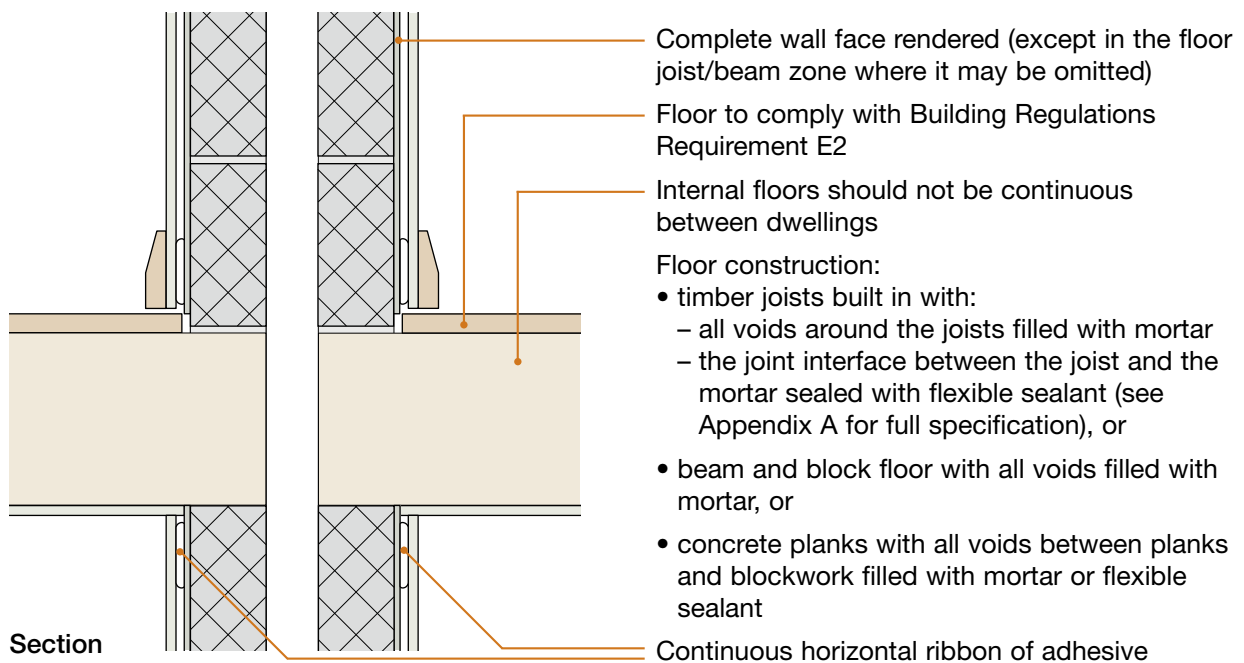 Complete wall face rendered (except in the floor
joist/beam zone where it may be omitted)
Floor to comply with Building Regulations
Requirement E2
Internal floors should not be continuous
between dwellings
Floor construction:
• timber joists built in with:
– all voids around the joists filled with mortar
– the joint interface between the joist and the
mortar sealed with flexible sealant (see
Appendix A for full specification), or
• beam and block floor with all voids filled with
mortar, or
• concrete planks with all voids between planks
and blockwork filled with mortar or flexible
sealant
Continuous horizontal ribbon of adhesive
Section